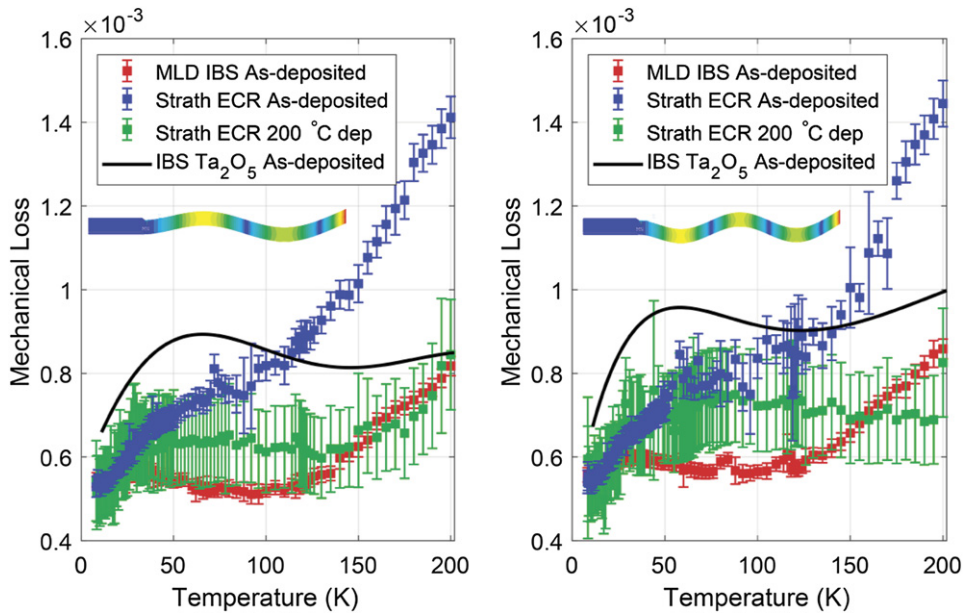 ×10⁻³
1.6
1.4
1.2
1
0.8
0.6
0.4
Mechanical Loss
MLD IBS As-deposited
Strath ECR As-deposited
Strath ECR 200 °C dep
IBS Ta₂O₅ As-deposited
0
50
100
150
200
Temperature (K)
×10⁻³
1.6
1.4
1.2
1
0.8
0.6
0.4
Mechanical Loss
MLD IBS As-deposited
Strath ECR As-deposited
Strath ECR 200 °C dep
IBS Ta₂O₅ As-deposited
0
50
100
150
200
Temperature (K)